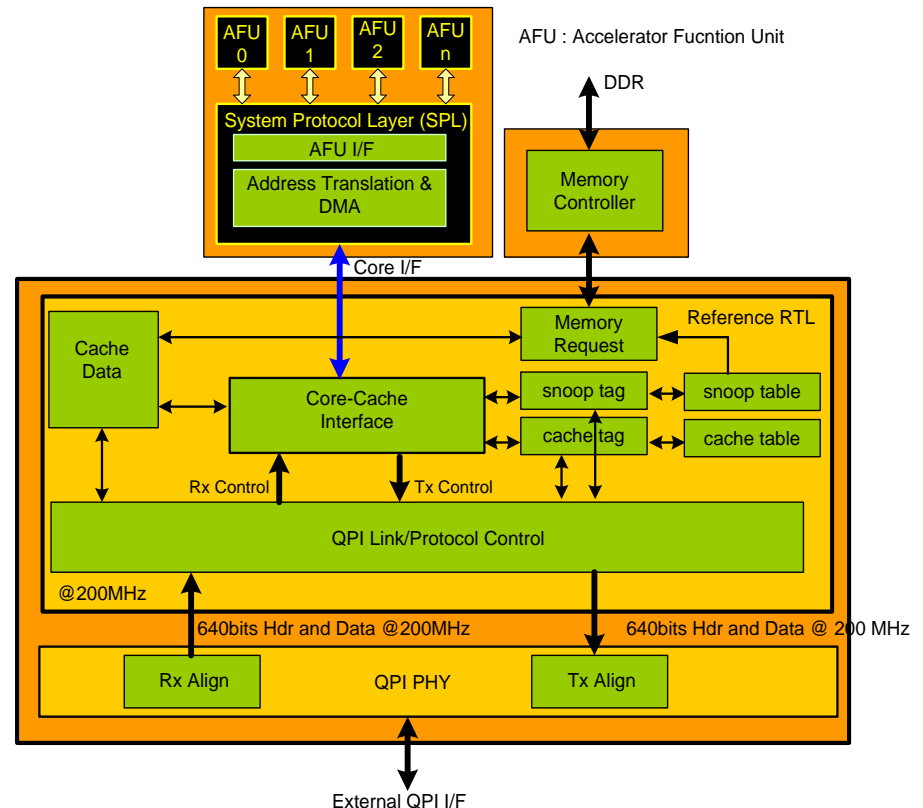 AFU
0
AFU
1
AFU
2
AFU
n
AFU : Accelerator Fucntion Unit
DDR
System Protocol Layer (SPL)
AFU I/F
Address Translation &
DMA
Memory
Controller
Core I/F
Reference RTL
Cache
Data
Memory
Request
Core-Cache
Interface
snoop tag
snoop table
cache tag
cache table
Rx Control
Tx Control
QPI Link/Protocol Control
@200MHz
640bits Hdr and Data @200MHz
640bits Hdr and Data @ 200 MHz
Rx Align
QPI PHY
Tx Align
External QPI I/F